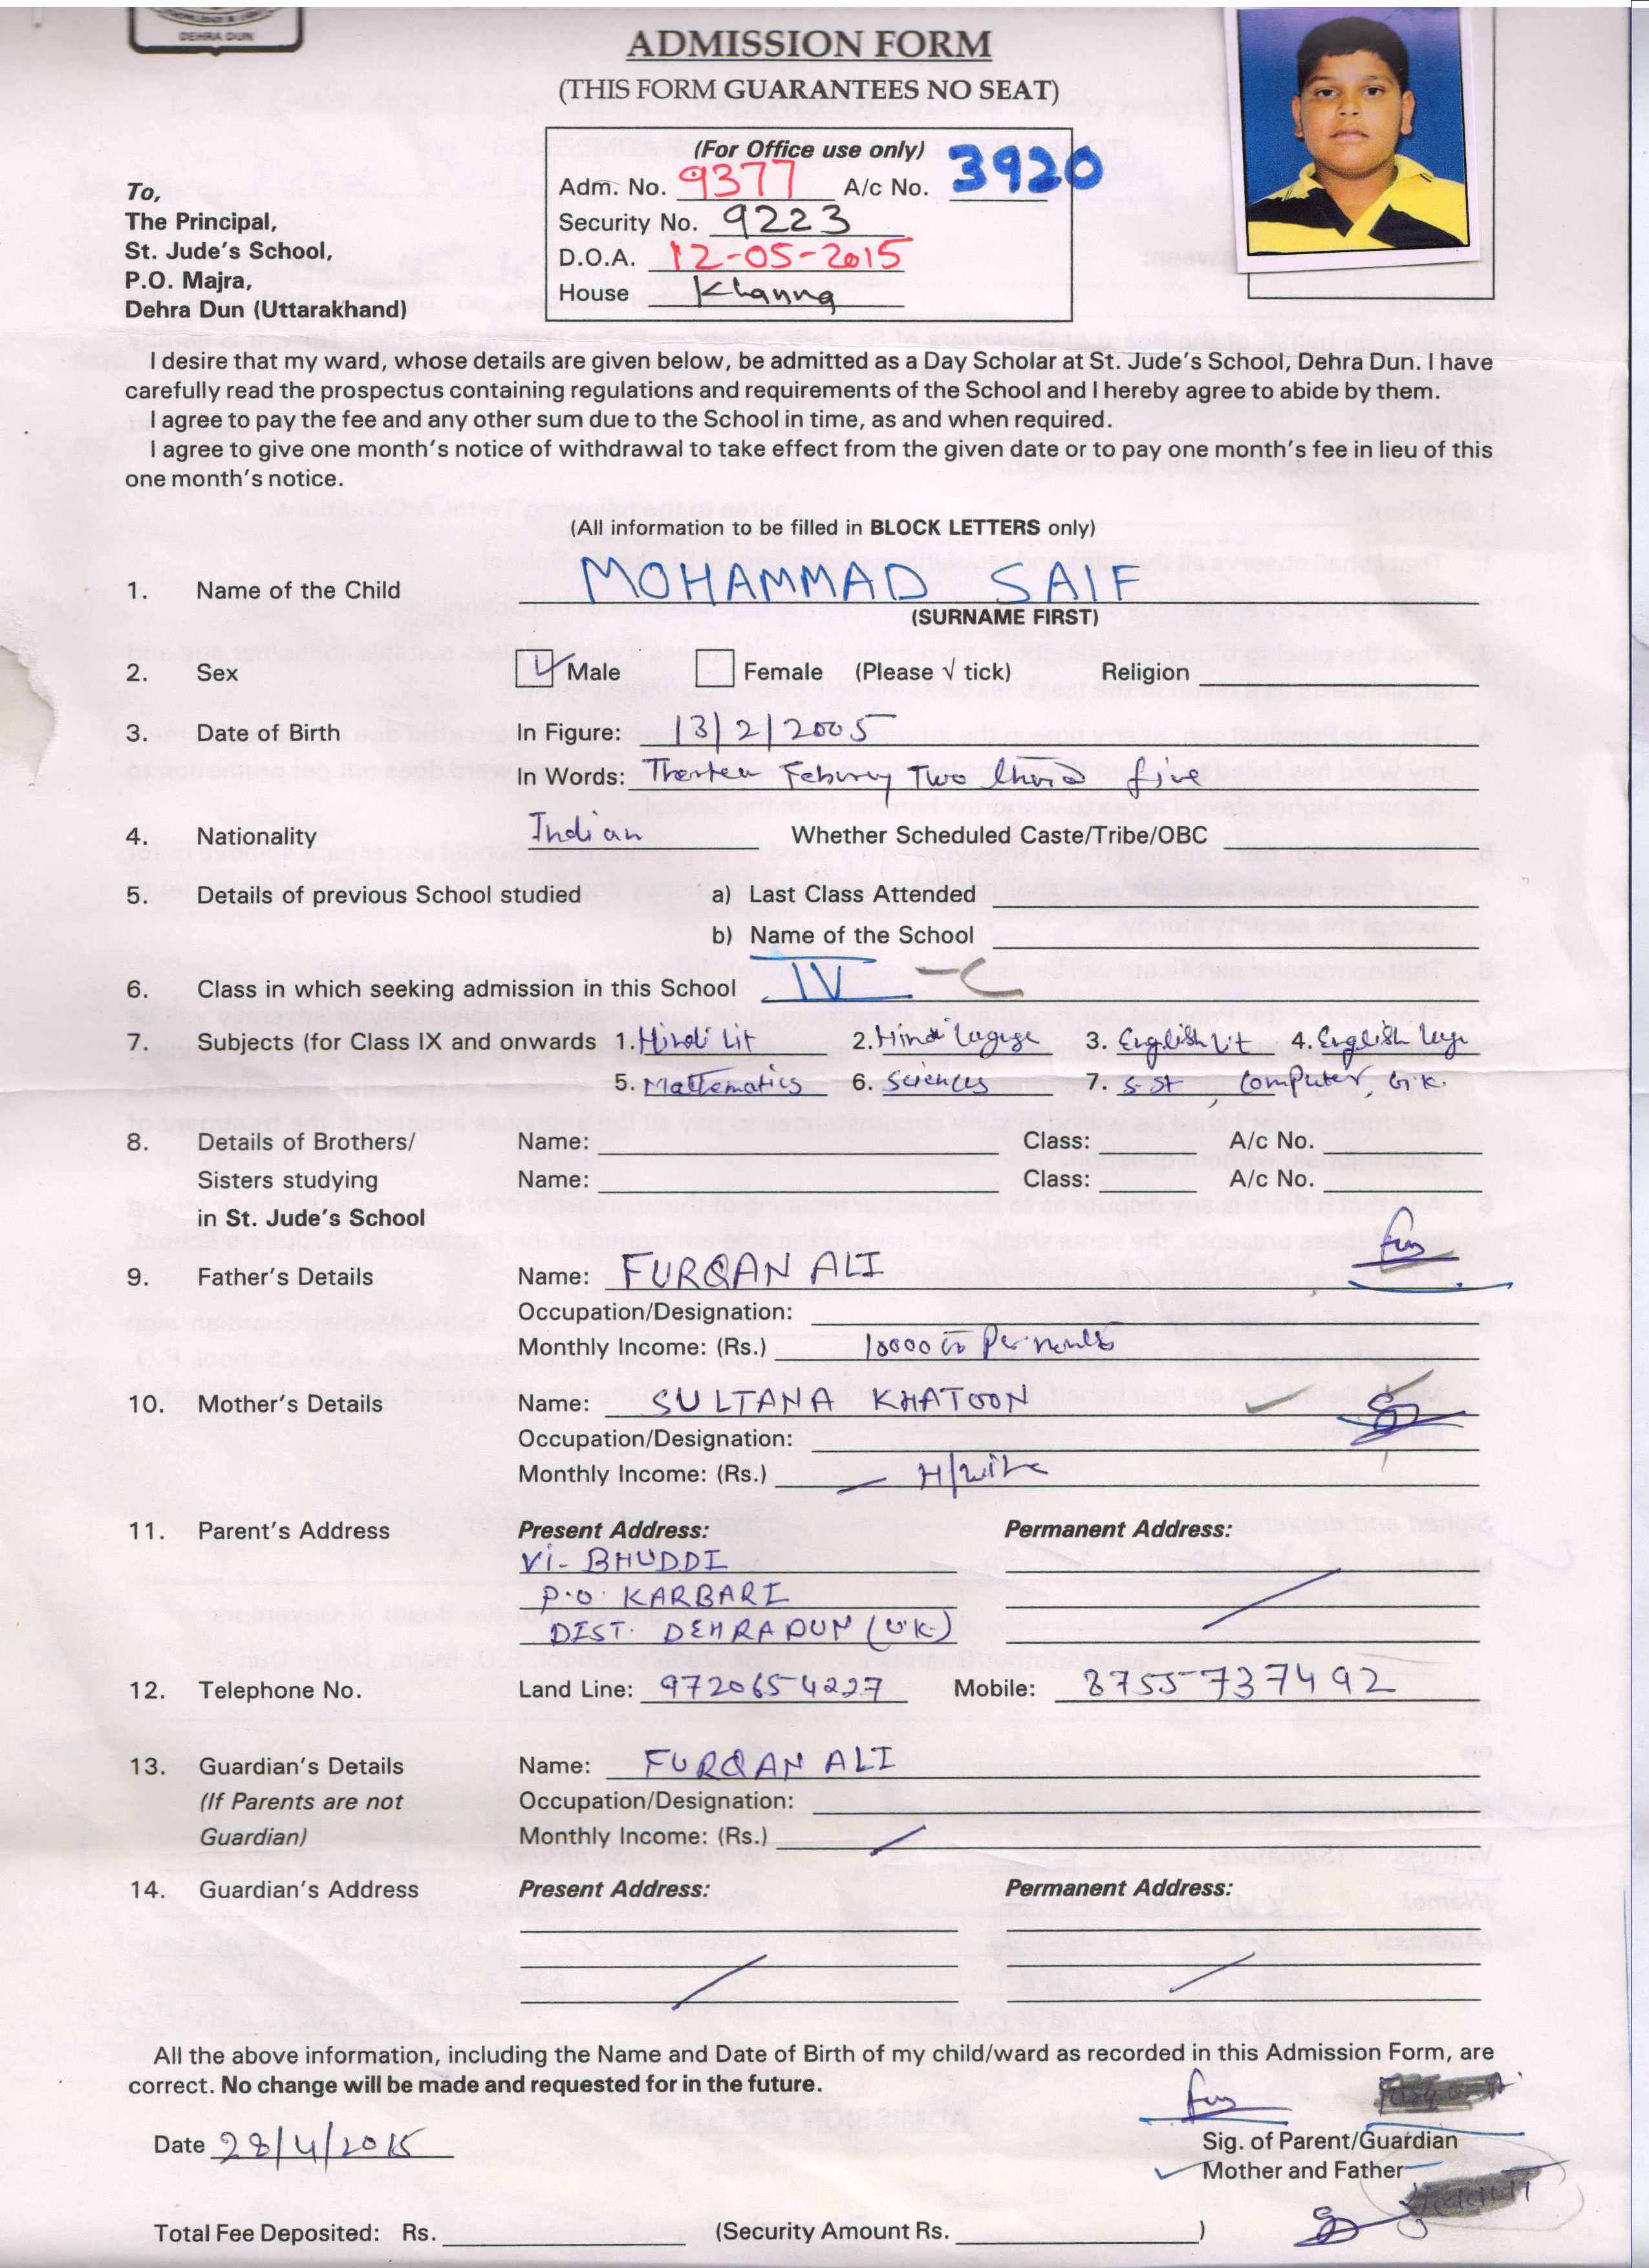 DEHRA DUN
ADMISSION FORM
(THIS FORM GUARANTEES NO SEAT)
(For Office use only)
Adm. No. 9377 A/c No. 3920
Security No. 9223
D.O.A. 12-05-2015
House Khanna
To,
The Principal,
St. Jude's School,
P.O. Majra,
Dehra Dun (Uttarakhand)
I desire that my ward, whose details are given below, be admitted as a Day Scholar at St. Jude's School, Dehra Dun. I have
carefully read the prospectus containing regulations and requirements of the School and I hereby agree to abide by them.
I agree to pay the fee and any other sum due to the School in time, as and when required.
I agree to give one month's notice of withdrawal to take effect from the given date or to pay one month's fee in lieu of this
one month's notice.
(All information to be filled in BLOCK LETTERS only)
1. Name of the Child MOHAMMAD SAIF
(SURNAME FIRST)
2. Sex Male Female (Please √ tick) Religion
3. Date of Birth In Figure: 13/2/2005
In Words: Two five
4. Nationality Indian Whether Scheduled Caste/Tribe/OBC
5. Details of previous School studied a) Last Class Attended
b) Name of the School
6. Class in which seeking admission in this School IV - C
7. Subjects (for Class IX and onwards 1. Hindi Lit 2. Hindi 3. English Lit 4. English
5. Mathematics 6. Sciences 7. S-St, Computer, G.K.
8. Details of Brothers/ Name: Class: A/c No.
Sisters studying Name: Class: A/c No.
in St. Jude's School
9. Father's Details Name: FURQAN ALI
Occupation/Designation:
Monthly Income: (Rs.) 10000 Per
10. Mother's Details Name: SULTANA KHATOON
Occupation/Designation:
Monthly Income: (Rs.) — H/wife
11. Parent's Address Present Address: Permanent Address:
Vi- BHUDDI
P.O. KARBARI
DIST. DEHRADUN (U.K.)
12. Telephone No. Land Line: 9720654227 Mobile: 8755737492
13. Guardian's Details Name: FURQAN ALI
(If Parents are not Occupation/Designation:
Guardian) Monthly Income: (Rs.)
14. Guardian's Address Present Address: Permanent Address:
All the above information, including the Name and Date of Birth of my child/ward as recorded in this Admission Form, are
correct. No change will be made and requested for in the future.
Date 28/4/2015
Sig. of Parent/Guardian
Mother and Father
Total Fee Deposited: Rs. (Security Amount Rs. )